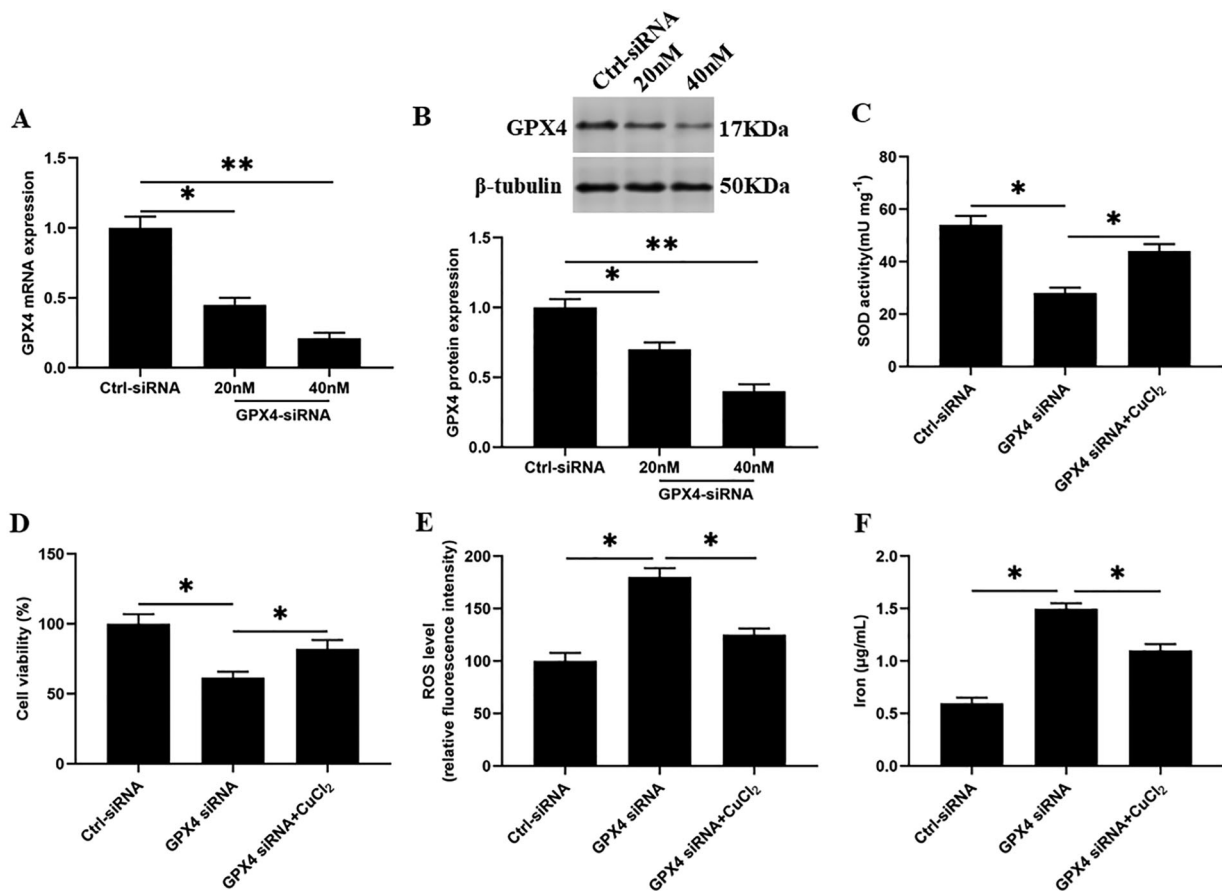 A
GPX4 mRNA expression
1.5
1.0
0.5
0.0
**
*
Ctrl-siRNA 20nM 40nM
GPX4-siRNA
B
Ctrl-siRNA 20nM 40nM
GPX4 17KDa
β-tubulin 50KDa
GPX4 protein expression
1.5
1.0
0.5
0.0
**
*
Ctrl-siRNA 20nM 40nM
GPX4-siRNA
C
SOD activity(mU mg⁻¹)
80
60
40
20
0
* *
Ctrl-siRNA
GPX4 siRNA
GPX4 siRNA+CuCl₂
D
Cell viability (%)
150
100
50
0
* *
Ctrl-siRNA
GPX4 siRNA
GPX4 siRNA+CuCl₂
E
ROS level
(relative fluorescence intensity)
200
150
100
50
0
* *
Ctrl-siRNA
GPX4 siRNA
GPX4 siRNA+CuCl₂
F
Iron (μg/mL)
2.0
1.5
1.0
0.5
0.0
* *
Ctrl-siRNA
GPX4 siRNA
GPX4 siRNA+CuCl₂